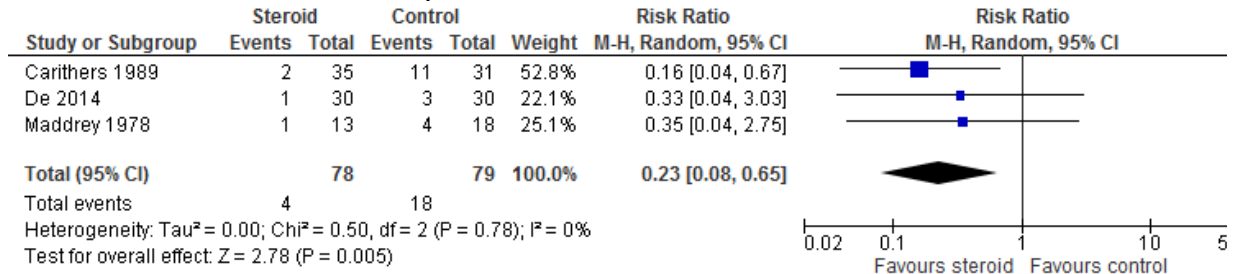 Steroid Control Risk Ratio Risk Ratio
Study or Subgroup Events Total Events Total Weight M-H, Random, 95% CI M-H, Random, 95% CI
Carithers 1989 2 35 11 31 52.8% 0.16 [0.04, 0.67]
De 2014 1 30 3 30 22.1% 0.33 [0.04, 3.03]
Maddrey 1978 1 13 4 18 25.1% 0.35 [0.04, 2.75]
Total (95% CI) 78 79 100.0% 0.23 [0.08, 0.65]
Total events 4 18
Heterogeneity: Tau² = 0.00; Chi² = 0.50, df = 2 (P = 0.78); I² = 0%
Test for overall effect: Z = 2.78 (P = 0.005)
0.02 0.1 1 10 5
Favours steroid Favours control